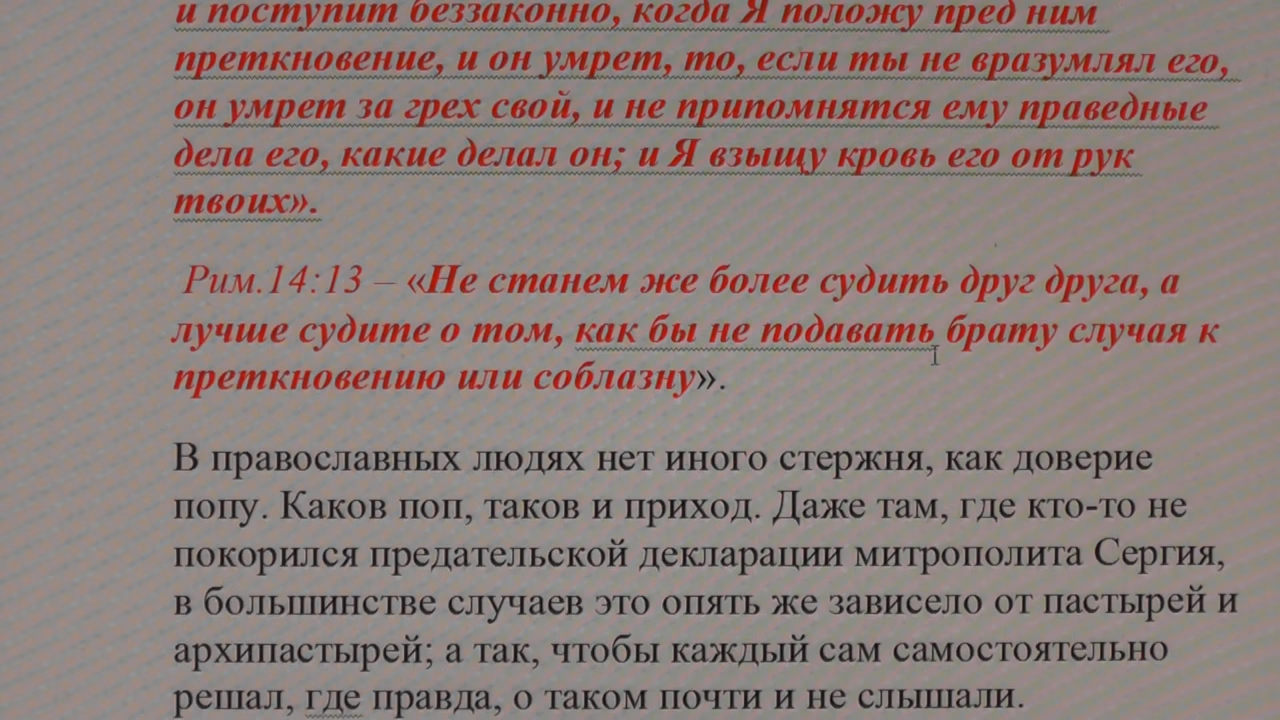 и поступит беззаконно, когда Я положу пред ним
преткновение, и он умрет, то, если ты не вразумлял его,
он умрет за грех свой, и не припомнятся ему праведные
дела его, какие делал он; и Я взыщу кровь его от рук
твоих».
Рим.14:13 – «Не станем же более судить друг друга, а
лучше судите о том, как бы не подавать брату случая к
преткновению или соблазну».
В православных людях нет иного стержня, как доверие
попу. Каков поп, таков и приход. Даже там, где кто-то не
покорился предательской декларации митрополита Сергия,
в большинстве случаев это опять же зависело от пастырей и
архипастырей; а так, чтобы каждый сам самостоятельно
решал, где правда, о таком почти и не слышали.